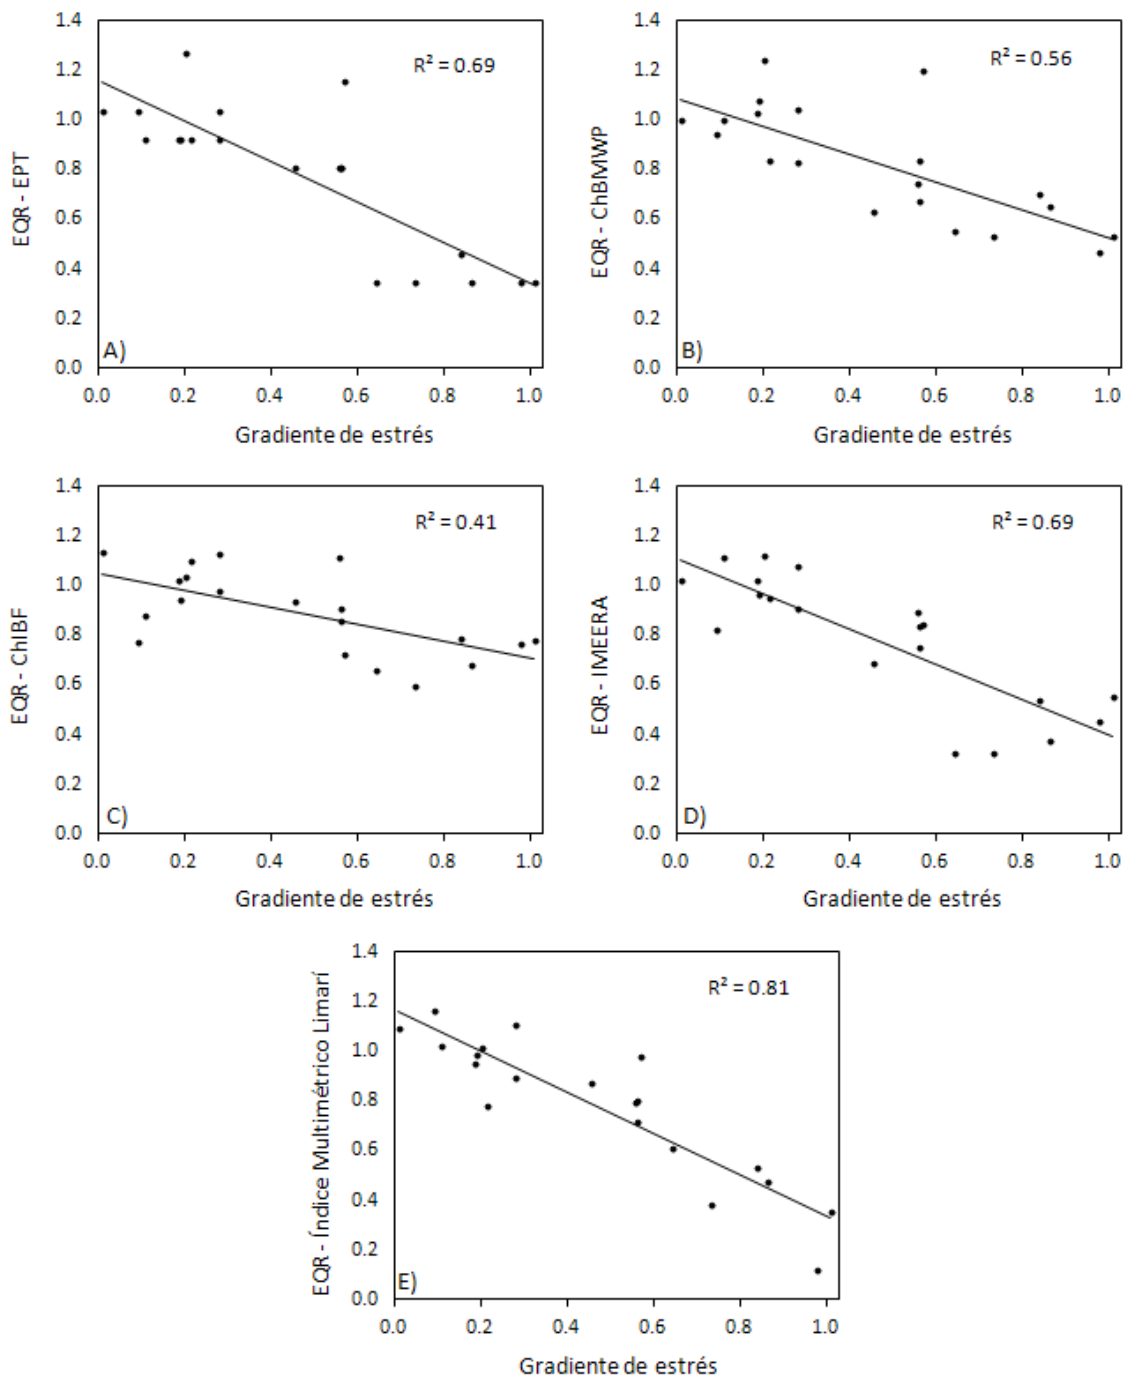 1.4
R² = 0.69
1.2
1.0
0.8
0.6
0.4
0.2
0.0
EQR - EPT
A)
0.0 0.2 0.4 0.6 0.8 1.0
Gradiente de estrés
1.4
R² = 0.56
1.2
1.0
0.8
0.6
0.4
0.2
0.0
EQR - ChBMWP
B)
0.0 0.2 0.4 0.6 0.8 1.0
Gradiente de estrés
1.4
R² = 0.41
1.2
1.0
0.8
0.6
0.4
0.2
0.0
EQR - ChIBF
C)
0.0 0.2 0.4 0.6 0.8 1.0
Gradiente de estrés
1.4
R² = 0.69
1.2
1.0
0.8
0.6
0.4
0.2
0.0
EQR - IMEERA
D)
0.0 0.2 0.4 0.6 0.8 1.0
Gradiente de estrés
1.4
R² = 0.81
1.2
1.0
0.8
0.6
0.4
0.2
0.0
EQR - Índice Multimétrico Limarí
E)
0.0 0.2 0.4 0.6 0.8 1.0
Gradiente de estrés